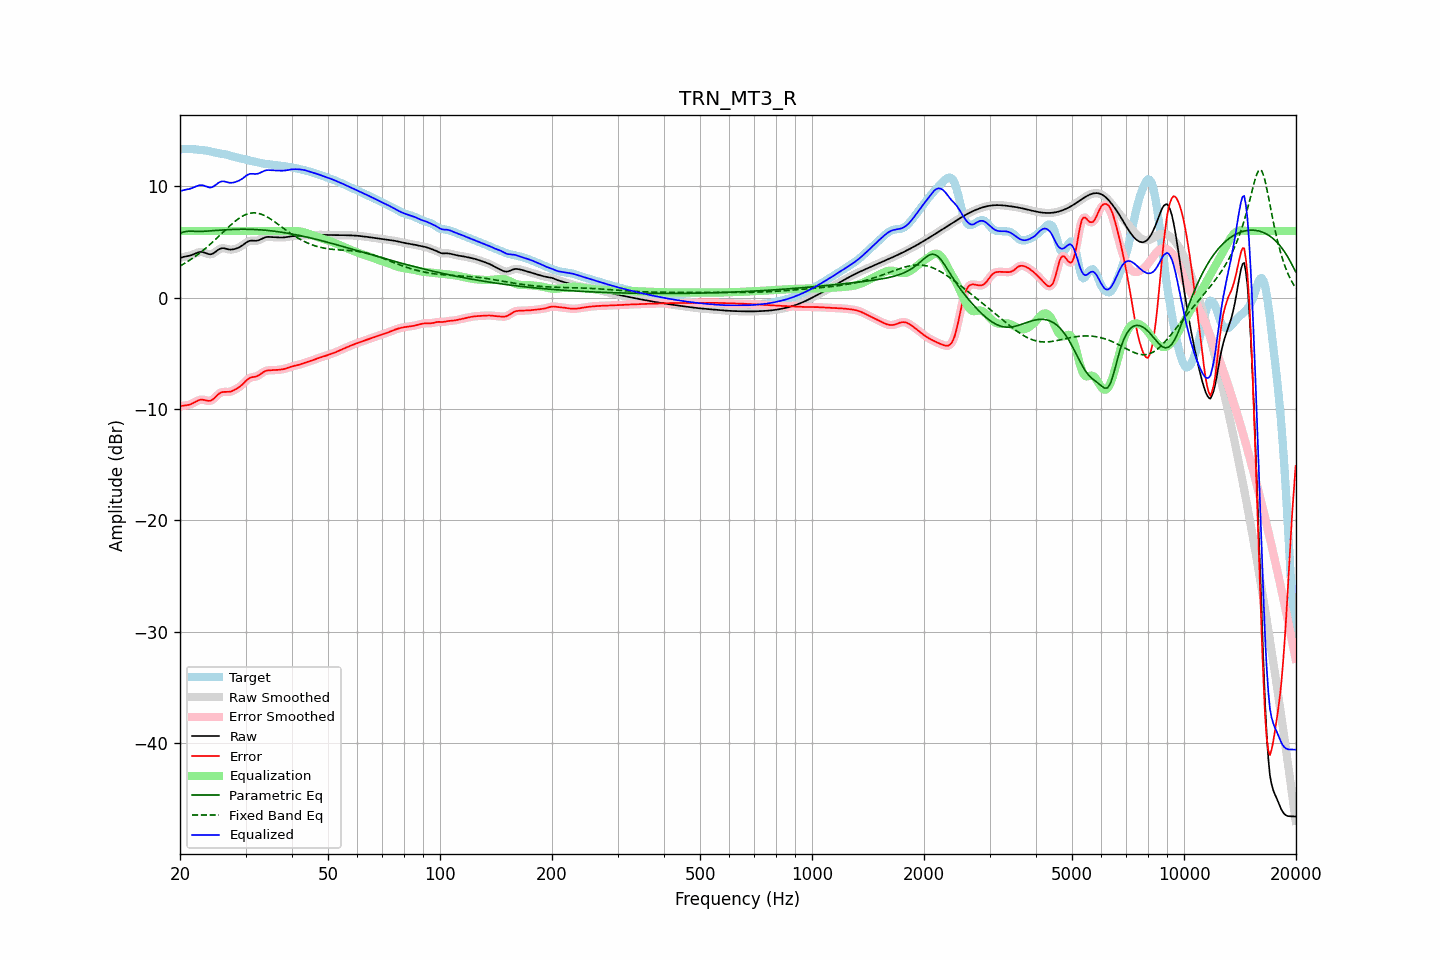 TRN_MT3_R
Amplitude (dBr)
10
0
−10
−20
−30
−40
Target
Raw Smoothed
Error Smoothed
Raw
Error
Equalization
Parametric Eq
Fixed Band Eq
Equalized
20
50
100
200
500
1000
2000
5000
10000
20000
Frequency (Hz)